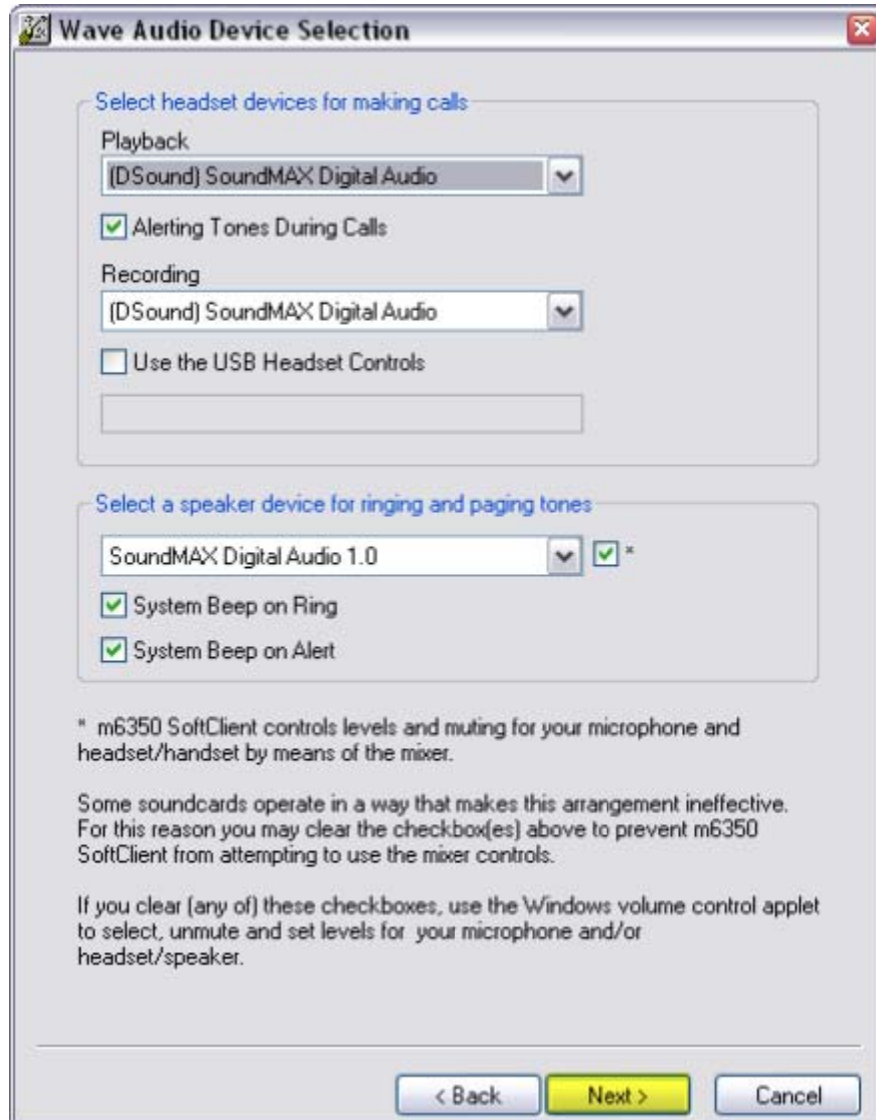 Wave Audio Device Selection
Select headset devices for making calls
Playback
(DSound) SoundMAX Digital Audio
Alerting Tones During Calls
Recording
(DSound) SoundMAX Digital Audio
Use the USB Headset Controls
Select a speaker device for ringing and paging tones
SoundMAX Digital Audio 1.0
*
System Beep on Ring
System Beep on Alert
* m6350 SoftClient controls levels and muting for your microphone and
headset/handset by means of the mixer.
Some soundcards operate in a way that makes this arrangement ineffective.
For this reason you may clear the checkbox(es) above to prevent m6350
SoftClient from attempting to use the mixer controls.
If you clear (any of) these checkboxes, use the Windows volume control applet
to select, unmute and set levels for your microphone and/or
headset/speaker.
< Back
Next >
Cancel